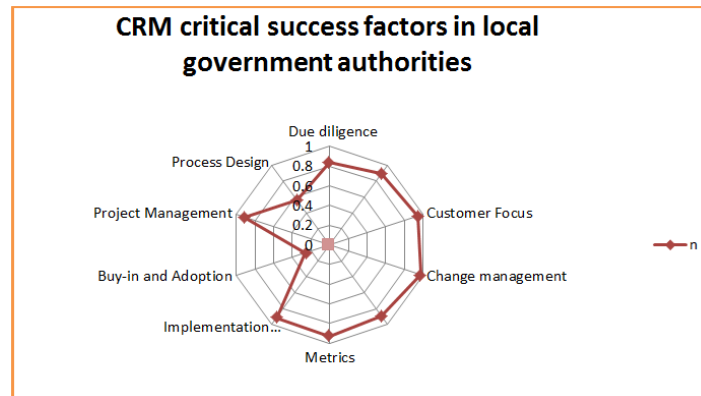 CRM critical success factors in local
government authorities
Due diligence
1
Process Design
0.8
0.6
Project Management
0.4
Customer Focus
0.2
n
0
Buy-in and Adoption
Change management
Implementation...
Metrics